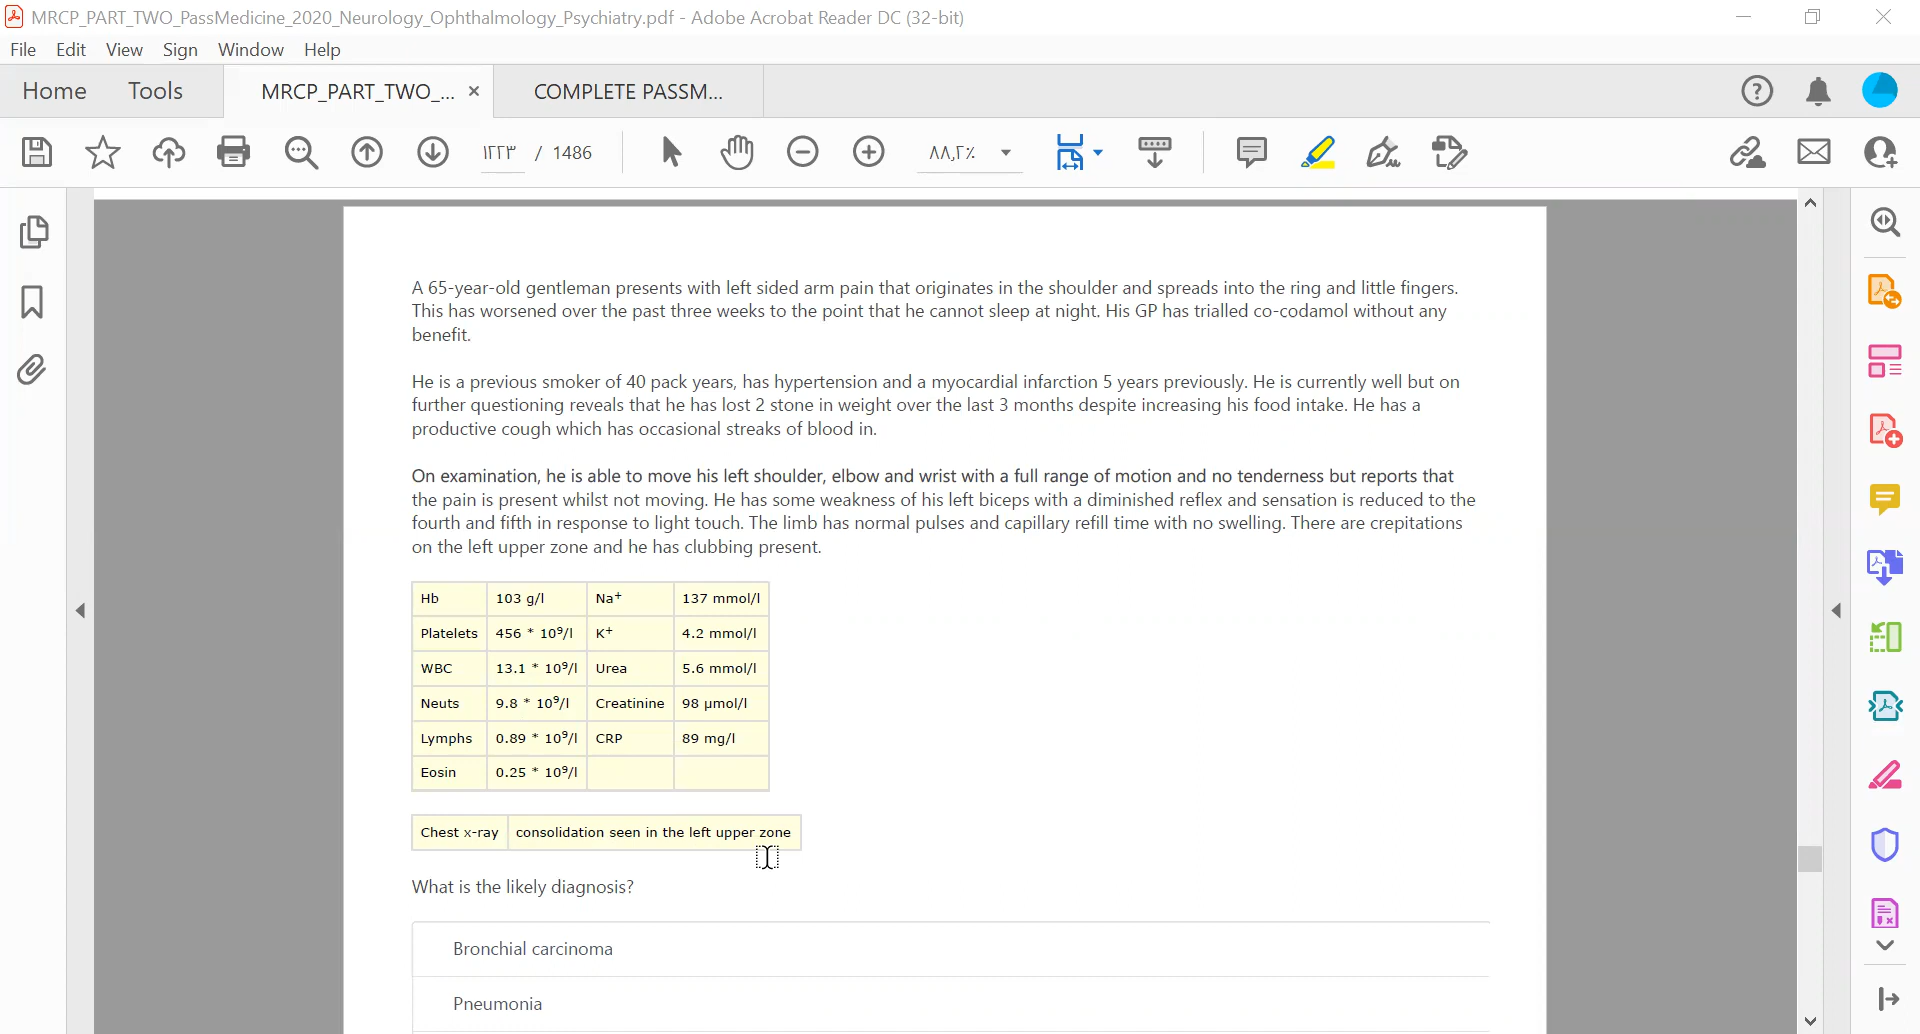 MRCP_PART_TWO_PassMedicine_2020_Neurology_Ophthalmology_Psychiatry.pdf - Adobe Acrobat Reader DC (32-bit)
File Edit View Sign Window Help
Home Tools MRCP_PART_TWO_... × COMPLETE PASSM...
١٢٢٣ / 1486 ٨٨,٢٪
A 65-year-old gentleman presents with left sided arm pain that originates in the shoulder and spreads into the ring and little fingers.
This has worsened over the past three weeks to the point that he cannot sleep at night. His GP has trialled co-codamol without any
benefit.
He is a previous smoker of 40 pack years, has hypertension and a myocardial infarction 5 years previously. He is currently well but on
further questioning reveals that he has lost 2 stone in weight over the last 3 months despite increasing his food intake. He has a
productive cough which has occasional streaks of blood in.
On examination, he is able to move his left shoulder, elbow and wrist with a full range of motion and no tenderness but reports that
the pain is present whilst not moving. He has some weakness of his left biceps with a diminished reflex and sensation is reduced to the
fourth and fifth in response to light touch. The limb has normal pulses and capillary refill time with no swelling. There are crepitations
on the left upper zone and he has clubbing present.
Hb 103 g/l Na⁺ 137 mmol/l
Platelets 456 * 10⁹/l K⁺ 4.2 mmol/l
WBC 13.1 * 10⁹/l Urea 5.6 mmol/l
Neuts 9.8 * 10⁹/l Creatinine 98 µmol/l
Lymphs 0.89 * 10⁹/l CRP 89 mg/l
Eosin 0.25 * 10⁹/l
Chest x-ray consolidation seen in the left upper zone
What is the likely diagnosis?
Bronchial carcinoma
Pneumonia